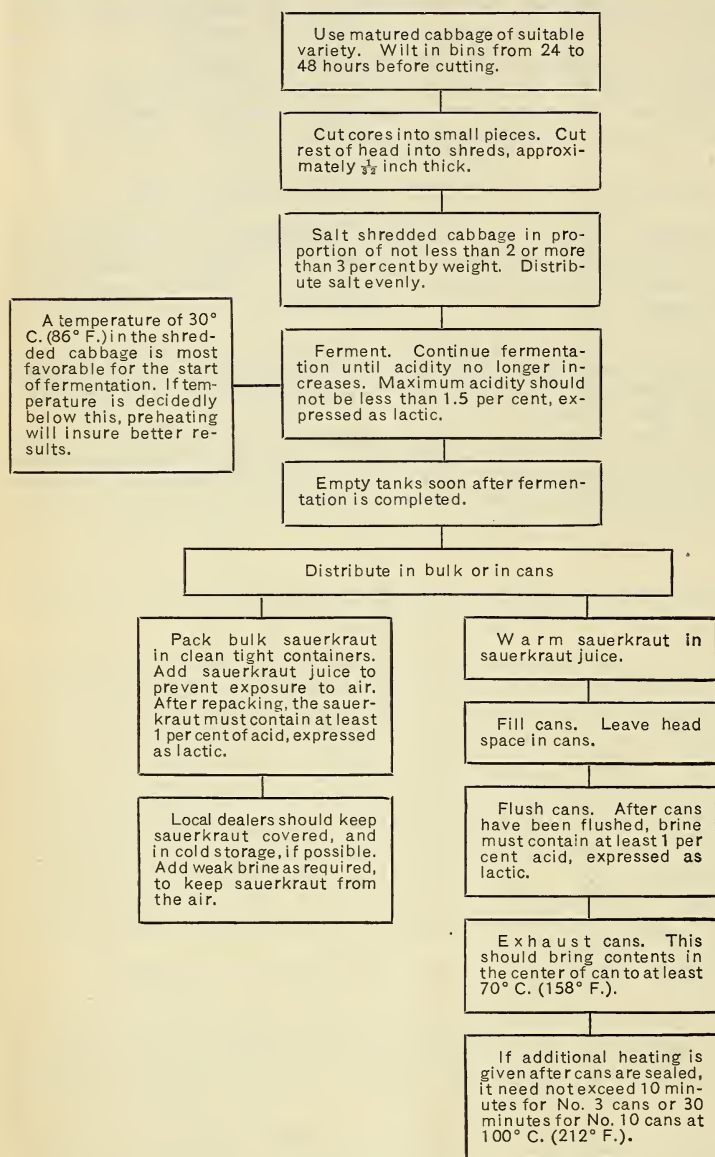 Use matured cabbage of suitable
variety. Wilt in bins from 24 to
48 hours before cutting.
Cut cores into small pieces. Cut
rest of head into shreds, approxi-
mately 1/32 inch thick.
Salt shredded cabbage in pro-
portion of not less than 2 or more
than 3 per cent by weight. Distrib-
ute salt evenly.
A temperature of 30°
C. (86° F.) in the shred-
ded cabbage is most
favorable for the start
of fermentation. If tem-
perature is decidedly
below this, preheating
will insure better re-
sults.
Ferment. Continue fermenta-
tion until acidity no longer in-
creases. Maximum acidity should
not be less than 1.5 per cent, ex-
pressed as lactic.
Empty tanks soon after fermen-
tation is completed.
Distribute in bulk or in cans
Pack bulk sauerkraut
in clean tight containers.
Add sauerkraut juice to
prevent exposure to air.
After repacking, the sauer-
kraut must contain at least
1 per cent of acid, expressed
as lactic.
Local dealers should keep
sauerkraut covered, and
in cold storage, if possible.
Add weak brine as required,
to keep sauerkraut from
the air.
Warm sauerkraut in
sauerkraut juice.
Fill cans. Leave head
space in cans.
Flush cans. After cans
have been flushed, brine
must contain at least 1 per
cent acid, expressed as
lactic.
Exhaust cans. This
should bring contents in
the center of can to at least
70° C. (158° F.).
If additional heating is
given after cans are sealed,
it need not exceed 10 min-
utes for No. 3 cans or 30
minutes for No. 10 cans at
100° C. (212° F.).